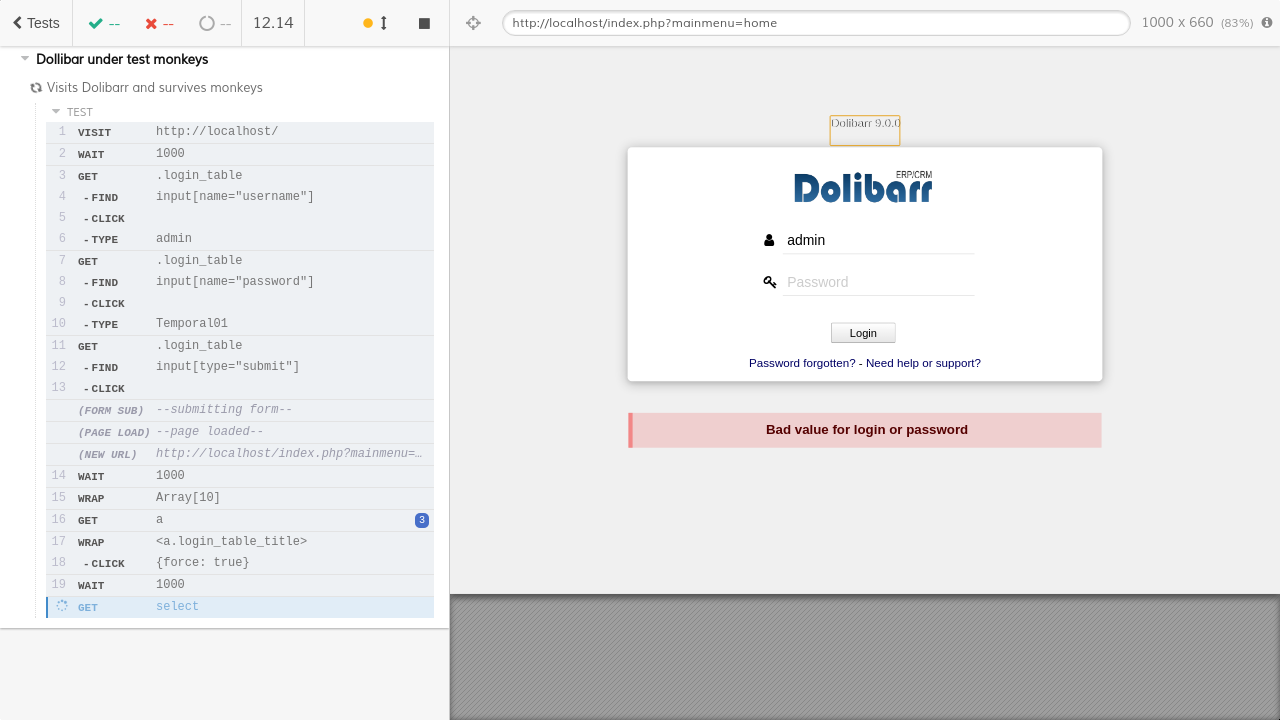 Tests -- -- -- 12.14
Dollibar under test monkeys
Visits Dolibarr and survives monkeys
TEST
1 VISIT http://localhost/
2 WAIT 1000
3 GET .login_table
4 - FIND input[name="username"]
5 - CLICK
6 - TYPE admin
7 GET .login_table
8 - FIND input[name="password"]
9 - CLICK
10 - TYPE Temporal01
11 GET .login_table
12 - FIND input[type="submit"]
13 - CLICK
(FORM SUB) --submitting form--
(PAGE LOAD) --page loaded--
(NEW URL) http://localhost/index.php?mainmenu=…
14 WAIT 1000
15 WRAP Array[10]
16 GET a 3
17 WRAP <a.login_table_title>
18 - CLICK {force: true}
19 WAIT 1000
GET select
http://localhost/index.php?mainmenu=home 1000 x 660 (83%)
Dolibarr 9.0.0
ERP/CRM
Dolibarr
admin
Password
Login
Password forgotten? - Need help or support?
Bad value for login or password